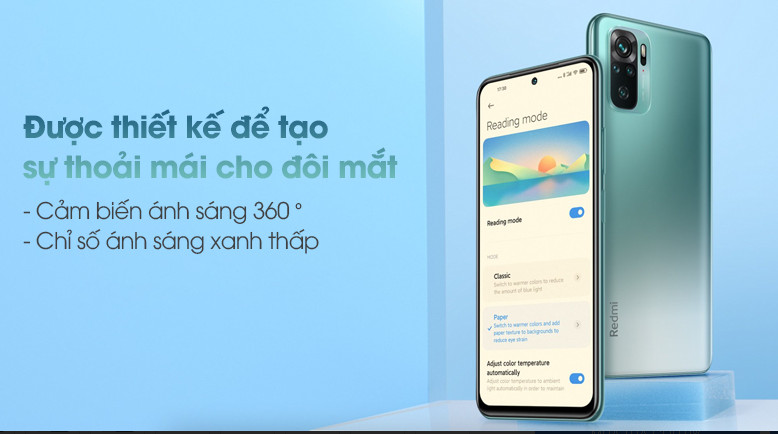 Được thiết kế để tạo
sự thoải mái cho đôi mắt
- Cảm biến ánh sáng 360°
- Chỉ số ánh sáng xanh thấp
Reading mode
Reading mode
MODE
Classic
Switch to warmer colors to reduce
the amount of blue light
Paper
Switch to warmer colors and add
paper texture to backgrounds to
reduce eye strain
Adjust color temperature
automatically
Adjust color temperature to ambient
light automatically in order to maintain
Redmi